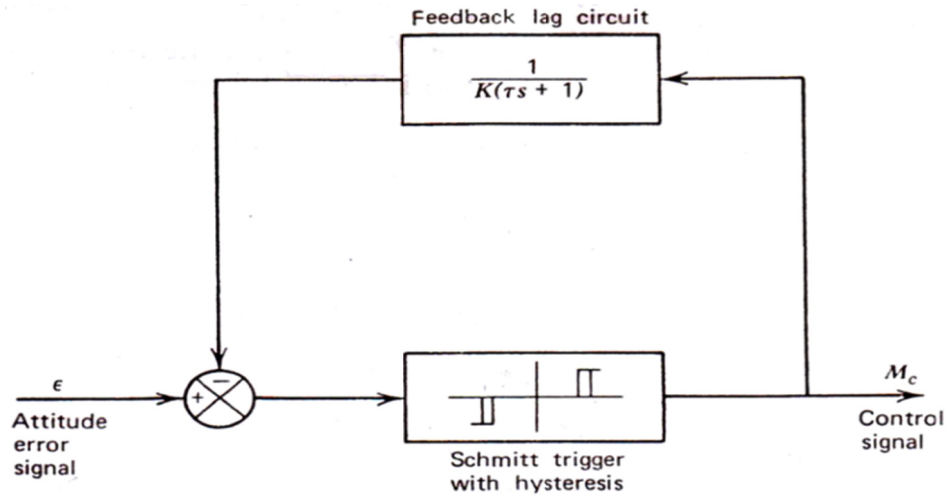 Feedback lag circuit
1
K(τs + 1)
−
+
ϵ
Attitude
error
signal
M_c
Control
signal
Schmitt trigger
with hysteresis